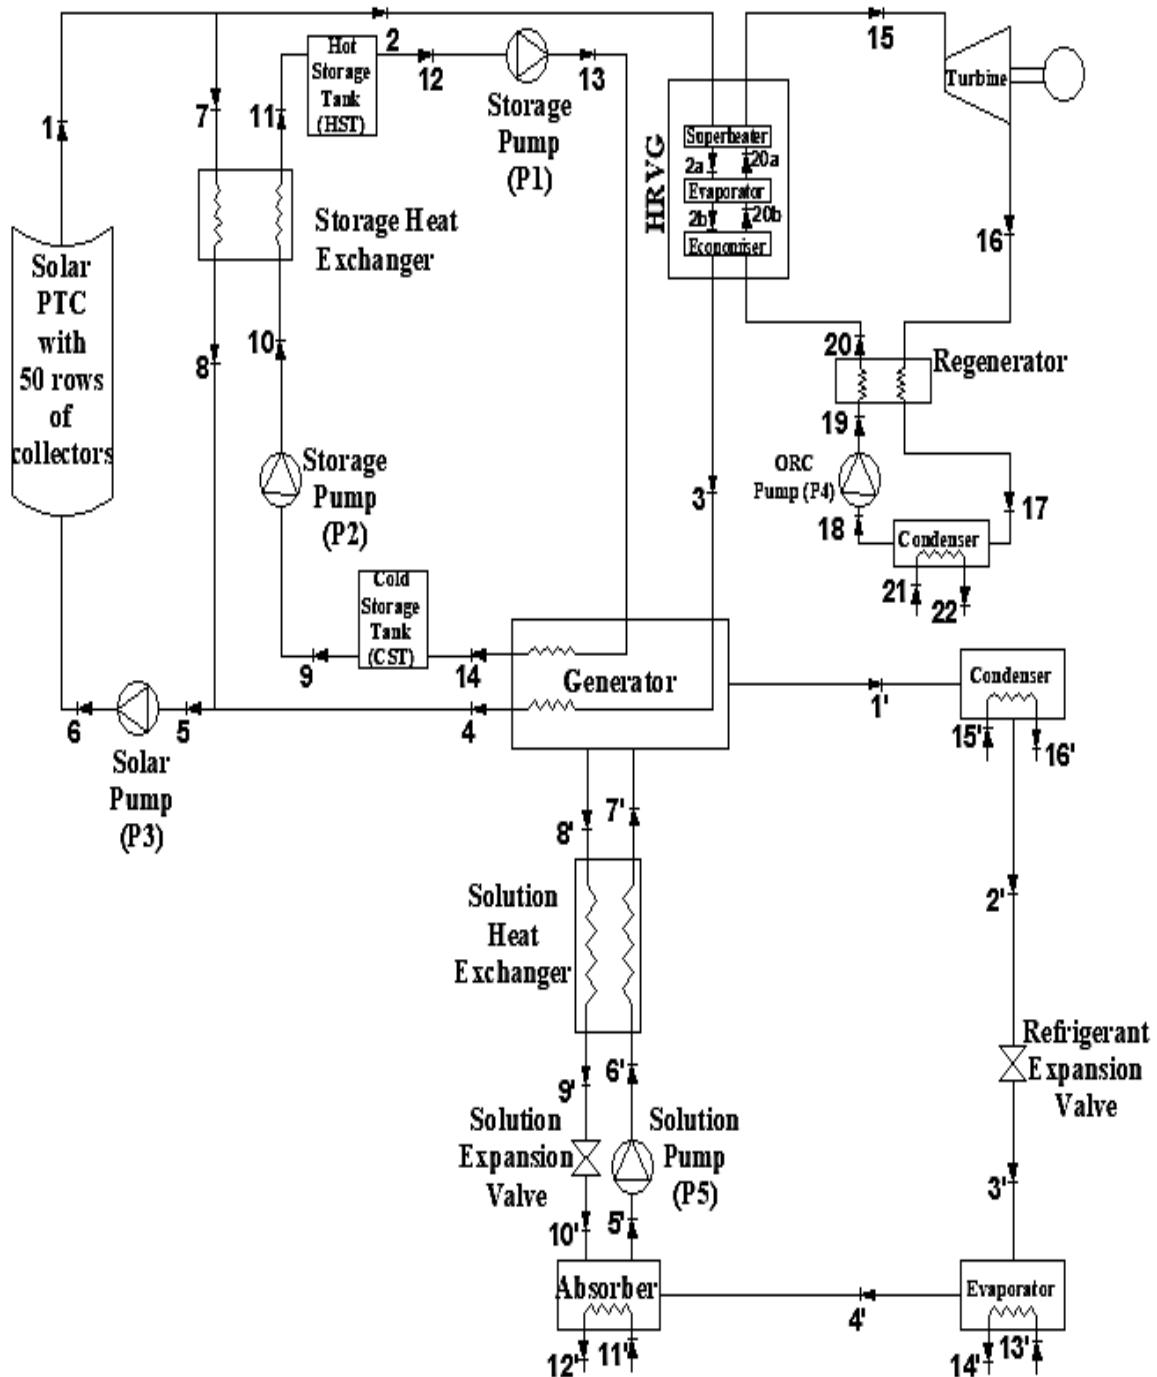 1
2
7
11
Hot
Storage
Tank
(HST)
12
13
Storage
Pump
(P1)
15
Turbine
HRVG
Superheater
2a
20a
Evaporator
2b
20b
Economiser
16
Solar
PTC
with
50 rows
of
collectors
Storage Heat
Exchanger
8
10
20
Regenerator
19
ORC
Pump (P4)
18
17
Condenser
21
22
3
Storage
Pump
(P2)
Cold
Storage
Tank
(CST)
9
14
Generator
6
5
4
Solar
Pump
(P3)
1'
Condenser
15'
16'
8'
7'
Solution
Heat
Exchanger
2'
Refrigerant
Expansion
Valve
9'
6'
Solution
Expansion
Valve
Solution
Pump
(P5)
3'
10'
5'
Absorber
12'
11'
4'
Evaporator
14'
13'